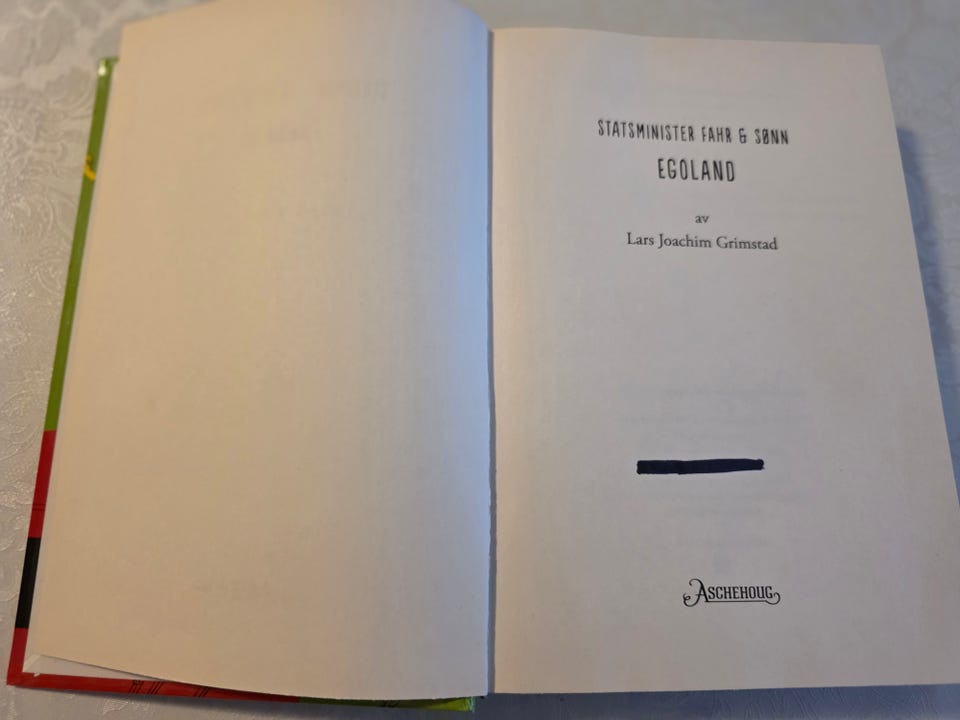 STATSMINISTER FAHR & SØNN
EGOLAND
av
Lars Joachim Grimstad
ASCHEHOUG